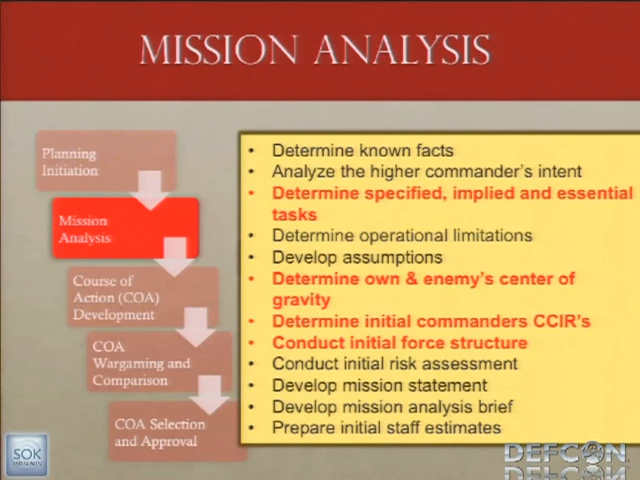 MISSION ANALYSIS
Planning
Initiation
Mission
Analysis
Course of
Action (COA)
Development
COA
Wargaming and
Comparison
COA Selection
and Approval
• Determine known facts
• Analyze the higher commander's intent
• Determine specified, implied and essential
tasks
• Determine operational limitations
• Develop assumptions
• Determine own & enemy's center of
gravity
• Determine initial commanders CCIR's
• Conduct initial force structure
• Conduct initial risk assessment
• Develop mission statement
• Develop mission analysis brief
• Prepare initial staff estimates
SOK
DEFCON